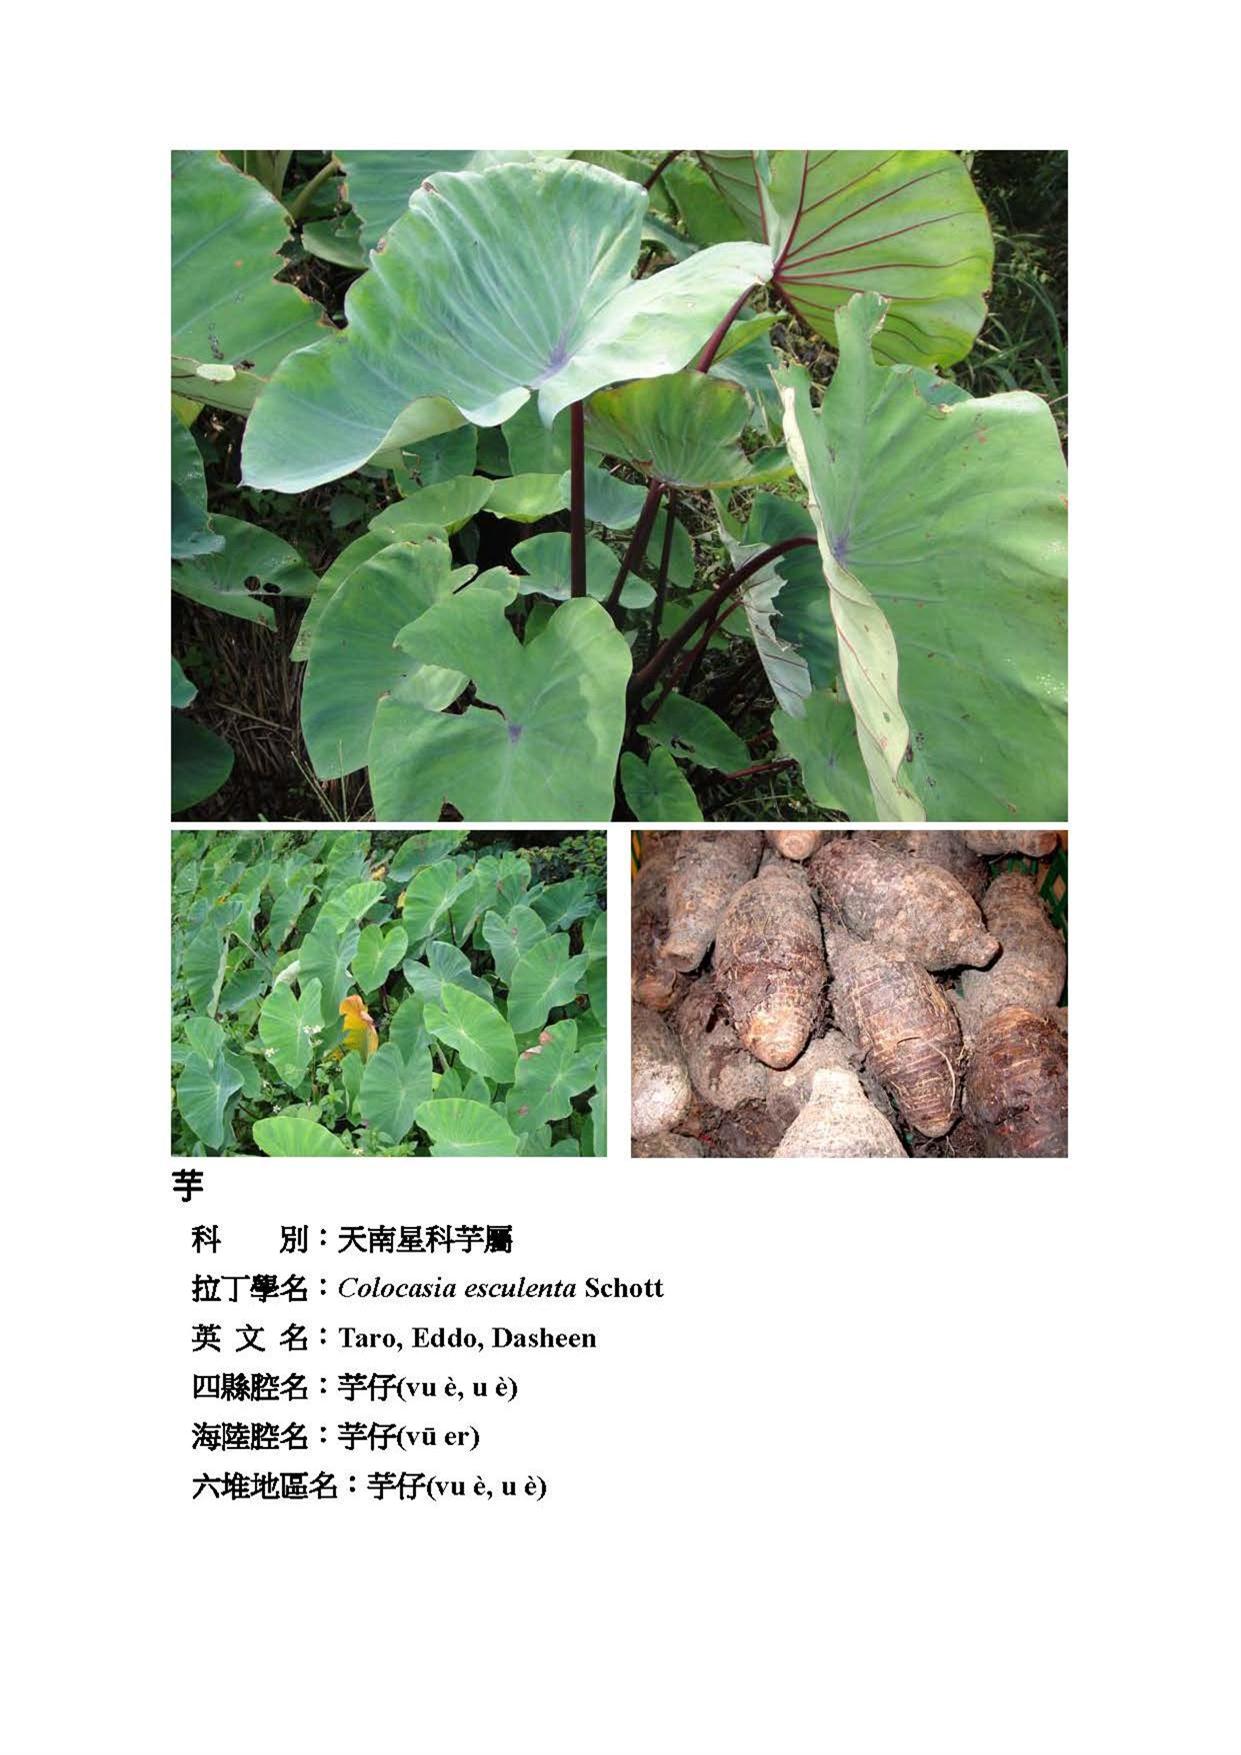 芋
科　　別：天南星科芋屬
拉丁學名：Colocasia esculenta Schott
英 文 名：Taro, Eddo, Dasheen
四縣腔名：芋仔(vu è, u è)
海陸腔名：芋仔(vū er)
六堆地區名：芋仔(vu è, u è)